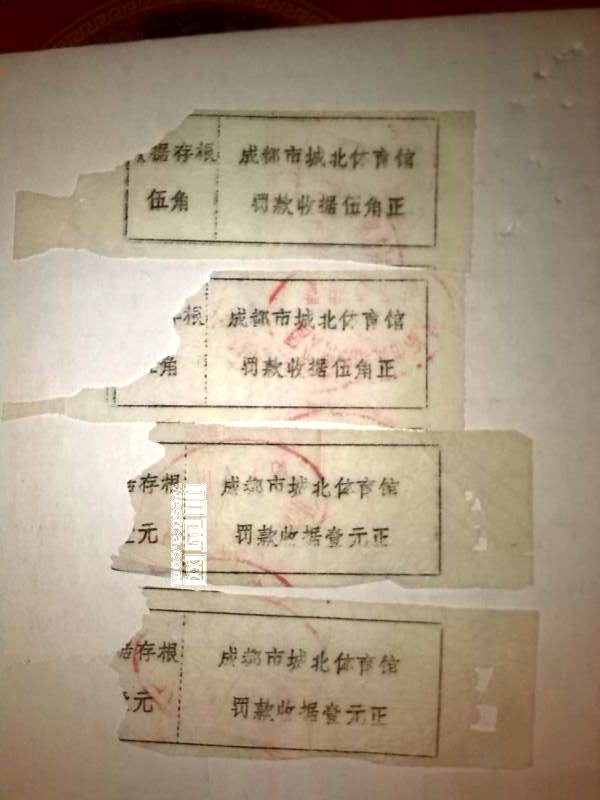 据存根
成都市城北体育馆
伍角
罚款收据伍角正
存根
成都市城北体育馆
角
罚款收据伍角正
存根
成都市城北体育馆
元
罚款收据壹元正
存根
成都市城北体育馆
元
罚款收据壹元正